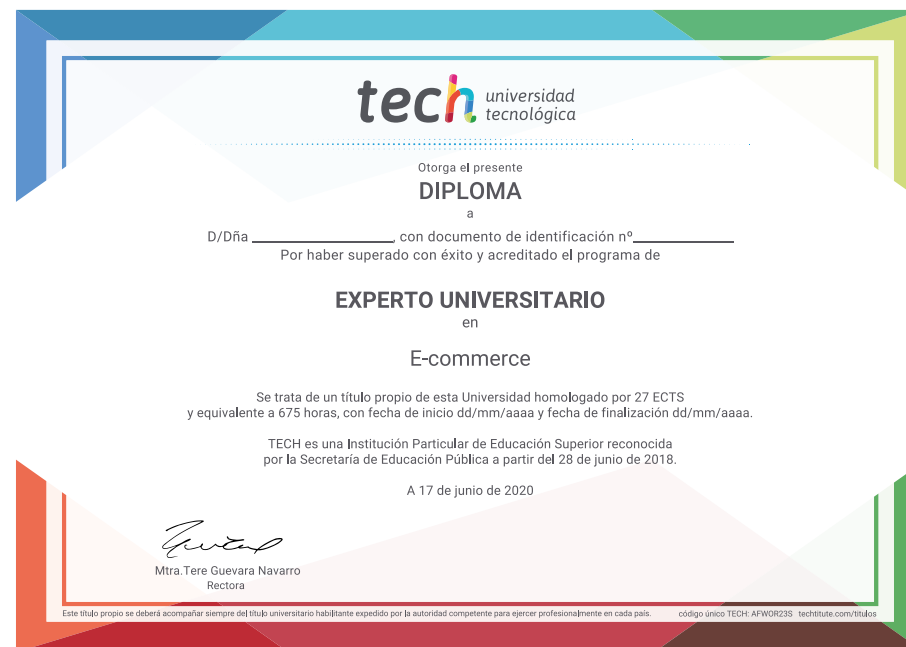 tech universidad
tecnológica
Otorga el presente
DIPLOMA
a
D/Dña ____________________, con documento de identificación nº______________
Por haber superado con éxito y acreditado el programa de
EXPERTO UNIVERSITARIO
en
E-commerce
Se trata de un título propio de esta Universidad homologado por 27 ECTS
y equivalente a 675 horas, con fecha de inicio dd/mm/aaaa y fecha de finalización dd/mm/aaaa.
TECH es una Institución Particular de Educación Superior reconocida
por la Secretaría de Educación Pública a partir del 28 de junio de 2018.
A 17 de junio de 2020
Mtra.Tere Guevara Navarro
Rectora
Este título propio se deberá acompañar siempre del título universitario habilitante expedido por la autoridad competente para ejercer profesionalmente en cada país. código único TECH: AFWOR23S techtitute.com/titulos